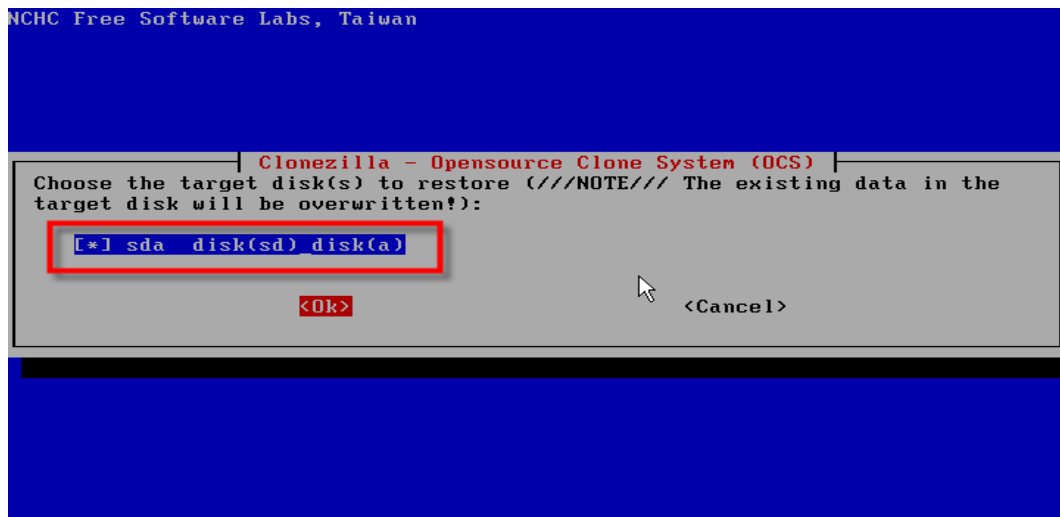 NCHC Free Software Labs, Taiwan
Clonezilla - Opensource Clone System (OCS)
Choose the target disk(s) to restore (///NOTE/// The existing data in the
target disk will be overwritten!):
[*] sda  disk(sd)_disk(a)
<Ok> <Cancel>